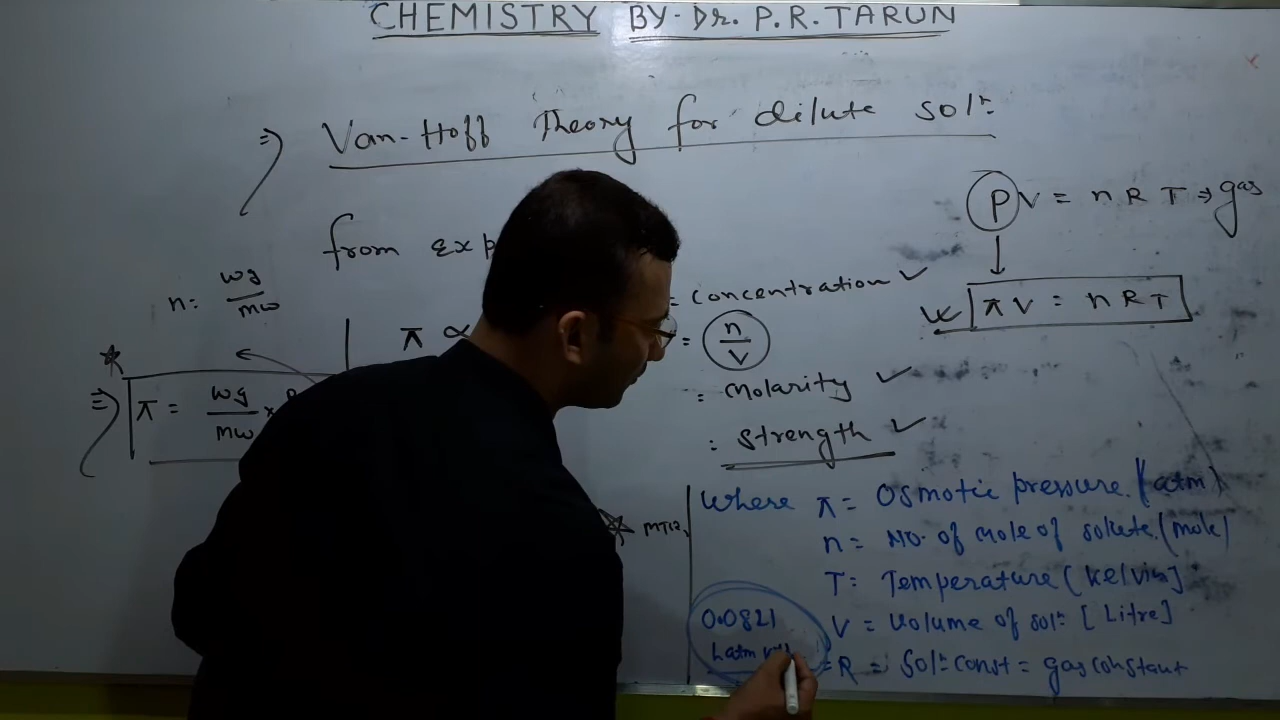 CHEMISTRY BY. Dr. P.R. TARUN
⇒ Van-Hoff Theory for dilute solⁿ:
PV = nRT ⇒ gas
from Exp
n = wg/mw
= Concentration ✓
πV = nRT
π ∝
= n/V
= Molarity ✓
⇒ π = wg/mw ×
: Strength ✓
Where π = Osmotic pressure. (atm)
MTIR
n = No. of mole of solute. (mole)
T = Temperature (Kelvin]
0.0821
V = Volume of solⁿ [Litre]
Latm
R = Solⁿ Const = gas constant